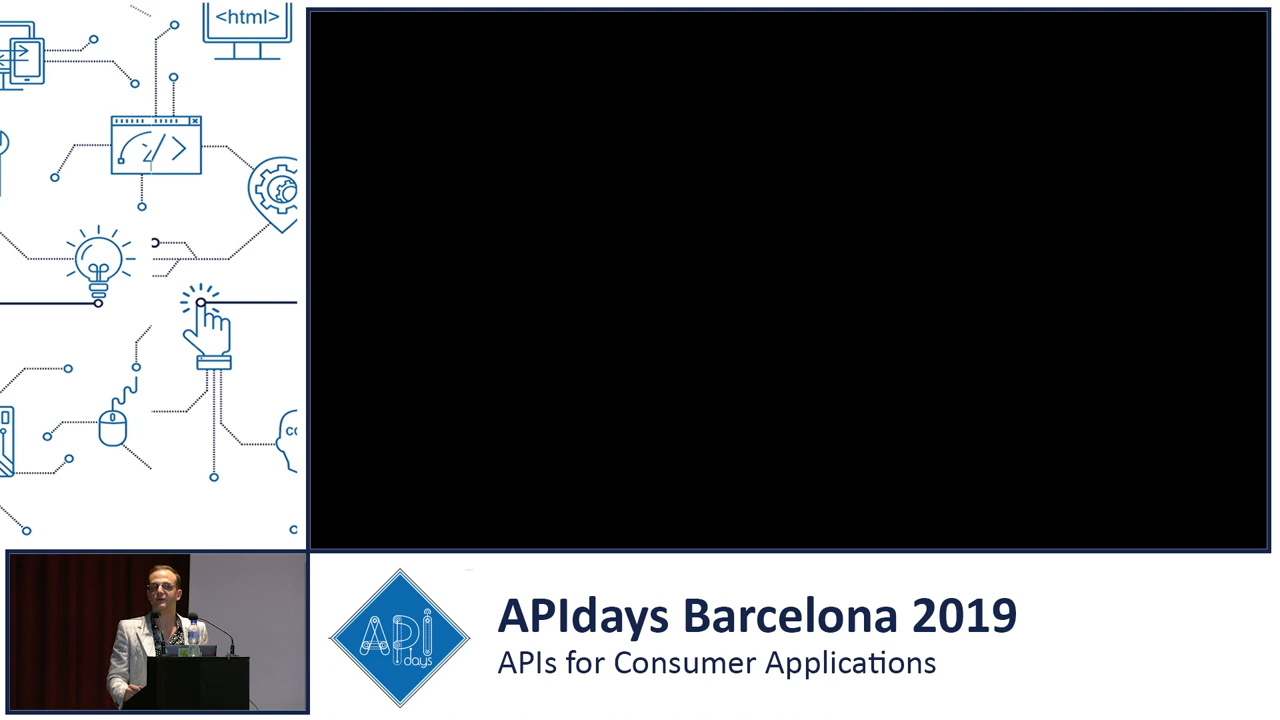 <html>
API
days
APIdays Barcelona 2019
APIs for Consumer Applications